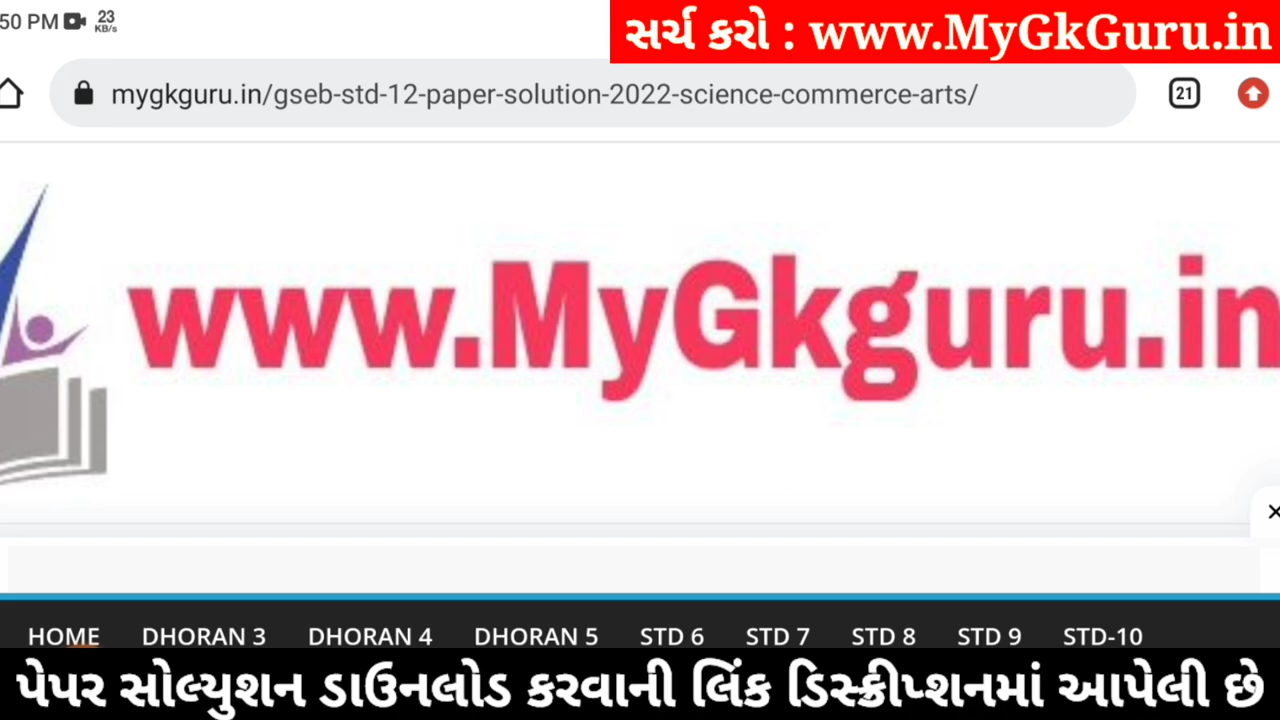 50 PM 23 KB/s
સર્ચ કરો : www.MyGkGuru.in
mygkguru.in/gseb-std-12-paper-solution-2022-science-commerce-arts/
21
www.MyGkguru.in
HOME DHORAN 3 DHORAN 4 DHORAN 5 STD 6 STD 7 STD 8 STD 9 STD-10
પેપર સોલ્યુશન ડાઉનલોડ કરવાની લિંક ડિસ્ક્રીપ્શનમાં આપેલી છે